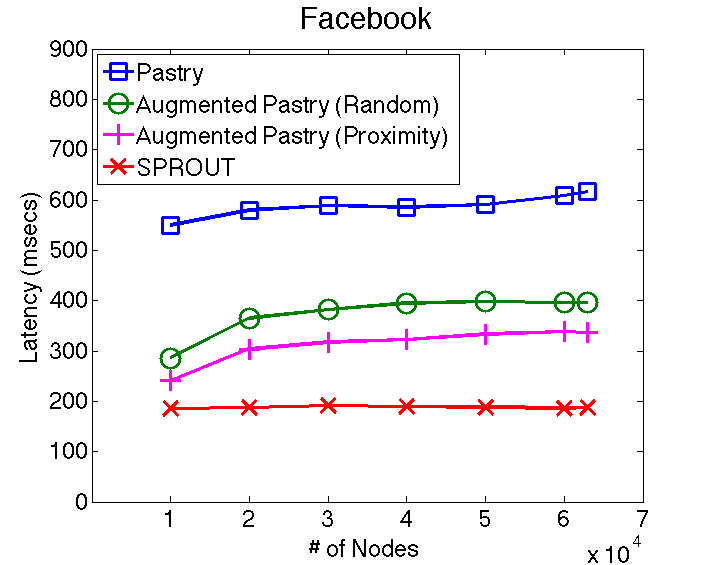 Facebook
900
800
700
600
500
400
300
200
100
0
Latency (msecs)
Pastry
Augmented Pastry (Random)
Augmented Pastry (Proximity)
SPROUT
1 2 3 4 5 6 7
# of Nodes
x 10^4